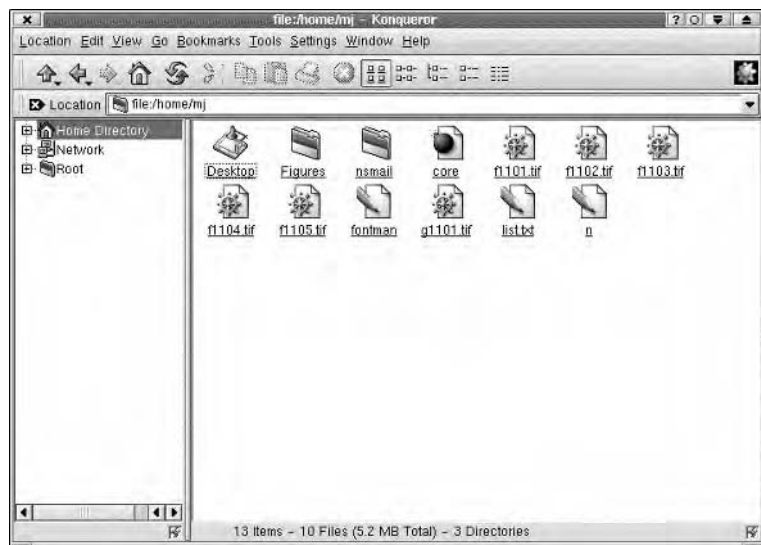 file:/home/mj – Konqueror
Location Edit View Go Bookmarks Tools Settings Window Help
Location file:/home/mj
Home Directory
Network
Root
Desktop Figures nsmail core f1101.tif f1102.tif f1103.tif
f1104.tif f1105.tif fontman g1101.tif list.txt n
13 Items – 10 Files (5.2 MB Total) – 3 Directories